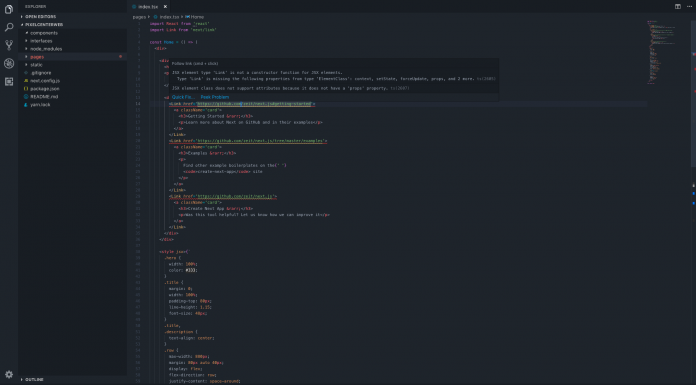 EXPLORER
OPEN EDITORS
PIXELCENTERWEB
components
interfaces
node_modules
pages
static
.gitignore
next.config.js
package.json
README.md
yarn.lock
OUTLINE
index.tsx
pages > index.tsx > Home
import React from 'react'
import Link from 'next/link'
const Home = () => (
<div>
Follow link (cmd + click)
JSX element type 'Link' is not a constructor function for JSX elements.
Type 'Link' is missing the following properties from type 'ElementClass': context, setState, forceUpdate, props, and 2 more.
JSX element class does not support attributes because it does not have a 'props' property.
Quick Fix... Peek Problem
<Link href='https://github.com/zeit/next.js#getting-started'>
<a className='card'>
<h3>Getting Started &rarr;</h3>
<p>Learn more about Next on GitHub and in their examples</p>
</a>
</Link>
<Link href='https://github.com/zeit/next.js/tree/master/examples'>
<a className='card'>
<h3>Examples &rarr;</h3>
<p>
Find other example boilerplates on the{' '}
<code>create-next-app</code> site
</p>
</a>
</Link>
<Link href='https://github.com/zeit/next.js'>
<a className='card'>
<h3>Create Next App &rarr;</h3>
<p>Was this tool helpful? Let us know how we can improve it</p>
</a>
</Link>
</div>
</div>
<style jsx>{`
.hero {
width: 100%;
color: #333;
}
.title {
margin: 0;
width: 100%;
padding-top: 80px;
line-height: 1.15;
font-size: 48px;
}
.title,
.description {
text-align: center;
}
.row {
max-width: 880px;
margin: 80px auto 40px;
display: flex;
flex-direction: row;
justify-content: space-around;